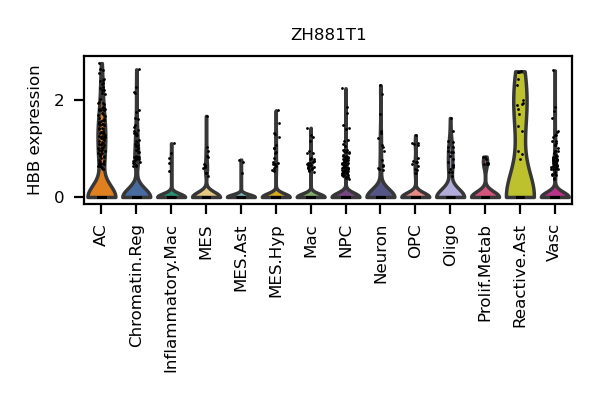 ZH881T1
HBB expression
2
0
AC
Chromatin.Reg
Inflammatory.Mac
MES
MES.Ast
MES.Hyp
Mac
NPC
Neuron
OPC
Oligo
Prolif.Metab
Reactive.Ast
Vasc